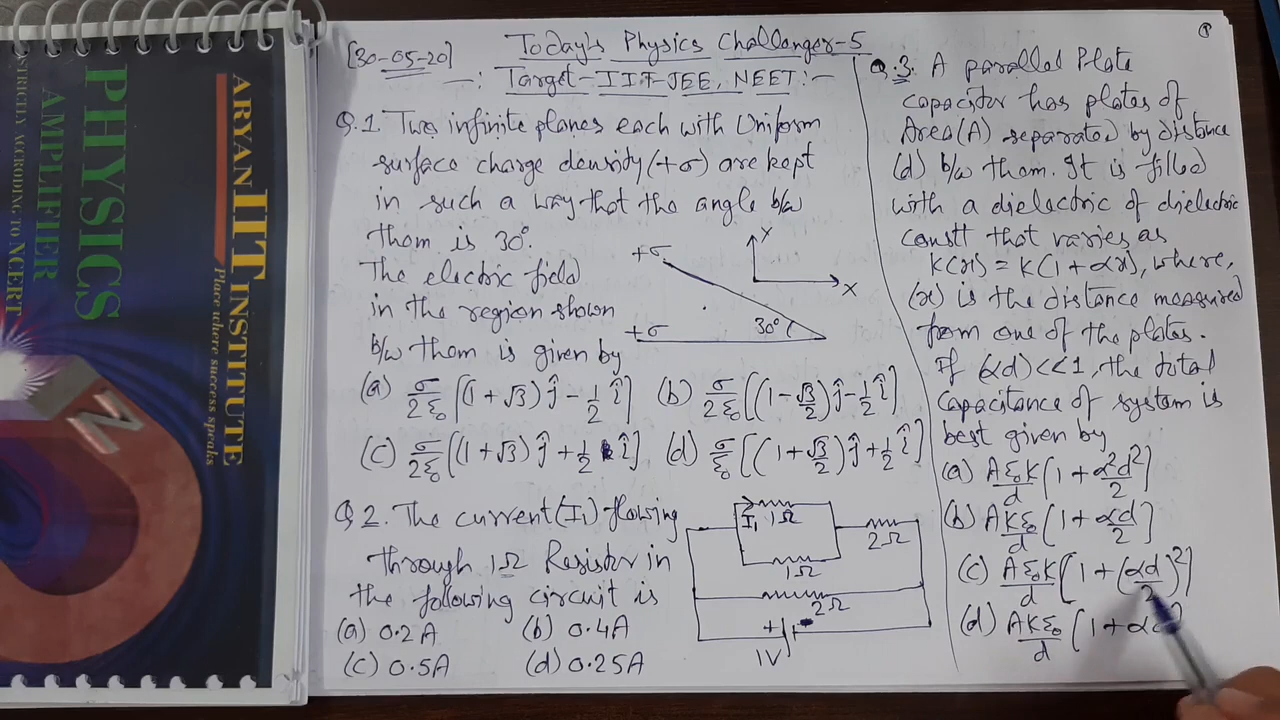 PHYSICS
AMPLIFIER
STRICTLY ACCRODING TO NCERT
ARYAN IIT INSTITUTE
Place where success speaks
N
[30-05-20]
Today's Physics Challenger-5
—: Target-IIT-JEE, NEET:—
Q.1. Two infinite planes each with Uniform
surface charge density (+σ) are kept
in such a way that the angle b/w
them is 30°.
The electric field
in the region shown
b/w them is given by
+σ
+σ
30°
Y
X
(a) σ/2ε₀ [(1+√3) ĵ - 1/2 î] (b) σ/2ε₀ [(1-√3/2) ĵ - 1/2 î]
(c) σ/2ε₀ [(1+√3) ĵ + 1/2 î] (d) σ/ε₀ [(1+√3/2) ĵ + 1/2 î]
Q2. The current (I₁) flowing
through 1Ω Resistor in
the following circuit is
(a) 0.2A (b) 0.4A
(c) 0.5A (d) 0.25A
I₁ 1Ω
1Ω
2Ω
2Ω
+
1V
Q.3. A parallel Plate
capacitor has plates of
Area(A) separated by distance
(d) b/w them. It is filled
with a dielectric of dielectric
constt that varies as
K(x) = K(1+αx), where,
(x) is the distance measured
from one of the plates.
If (αd)<<1, the total
Capacitance of system is
best given by
(a) Aε₀K/d (1+α²d²/2)
(b) AKε₀/d (1+αd/2)
(c) Aε₀K/d [1+(αd/2)²]
(d) AKε₀/d (1+α